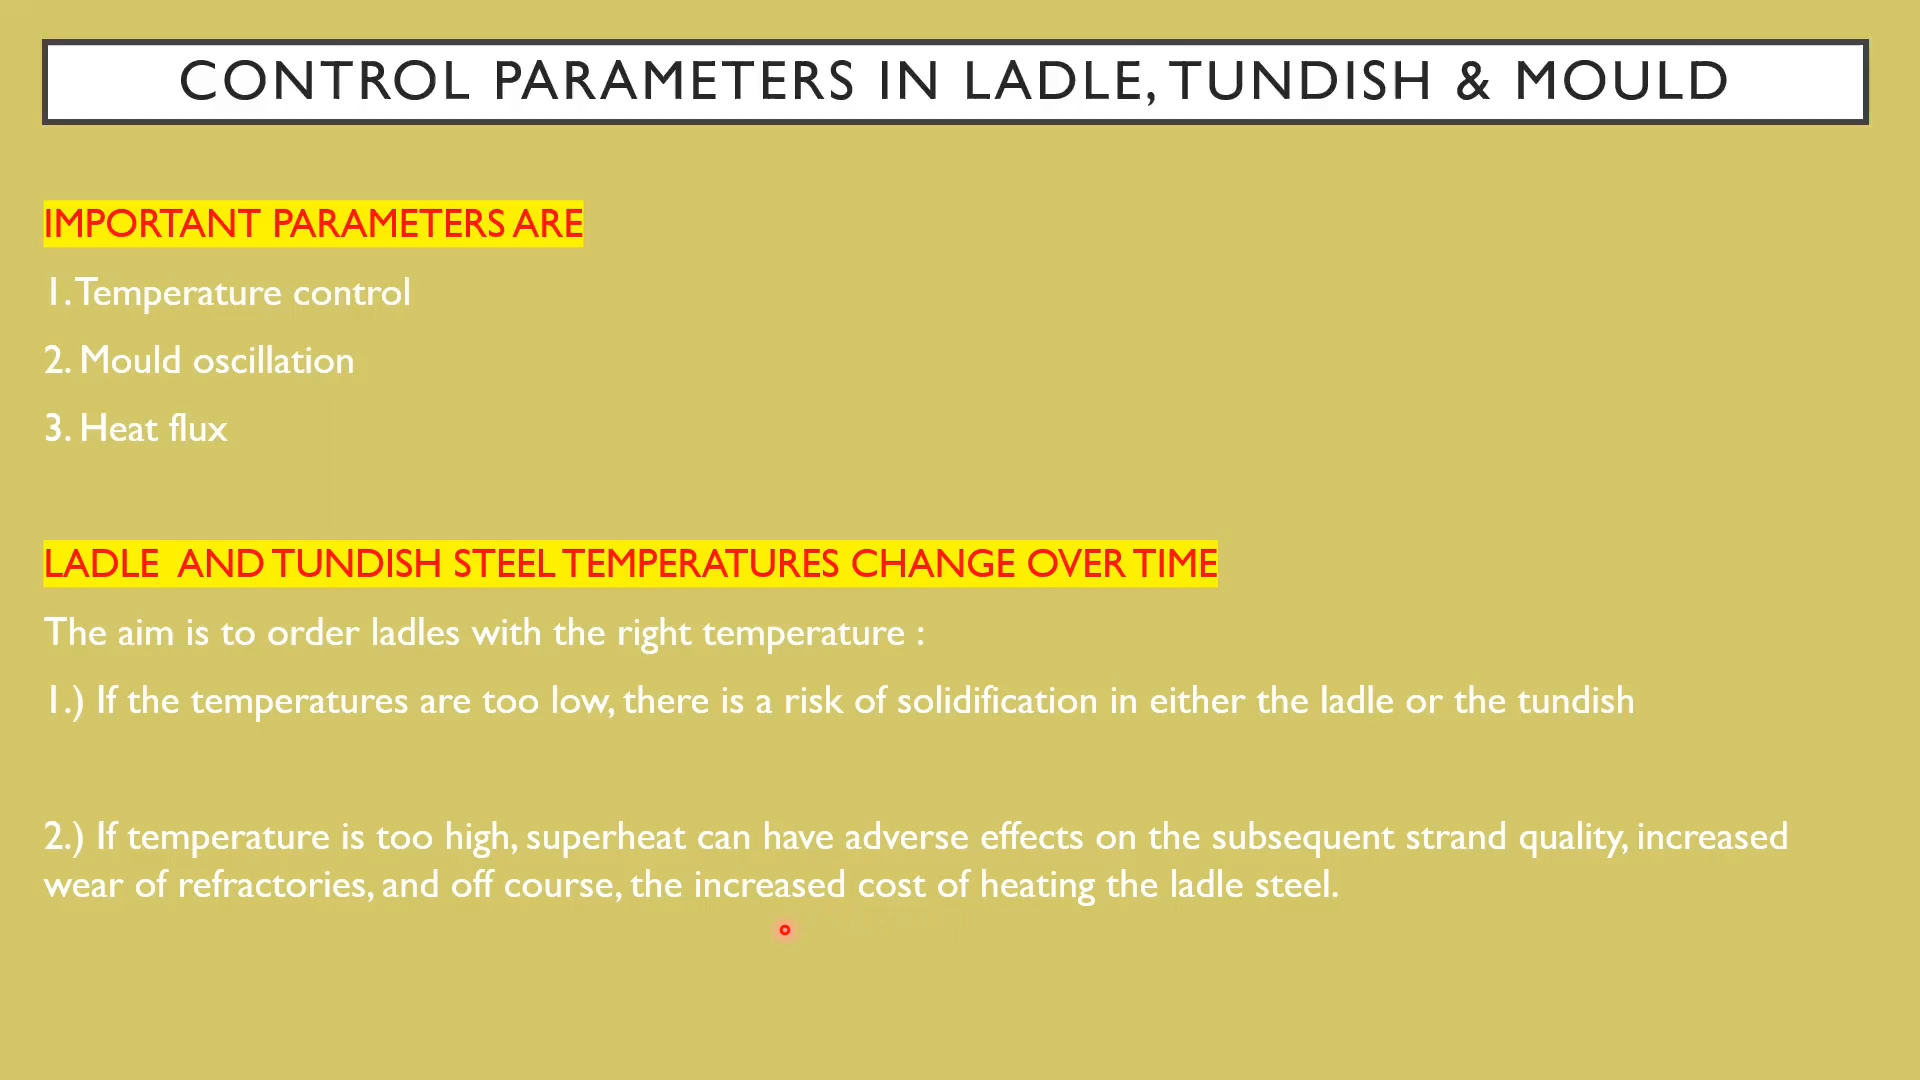 CONTROL PARAMETERS IN LADLE, TUNDISH & MOULD
IMPORTANT PARAMETERS ARE
1. Temperature control
2. Mould oscillation
3. Heat flux
LADLE AND TUNDISH STEEL TEMPERATURES CHANGE OVER TIME
The aim is to order ladles with the right temperature :
1.) If the temperatures are too low, there is a risk of solidification in either the ladle or the tundish
2.) If temperature is too high, superheat can have adverse effects on the subsequent strand quality, increased
wear of refractories, and off course, the increased cost of heating the ladle steel.